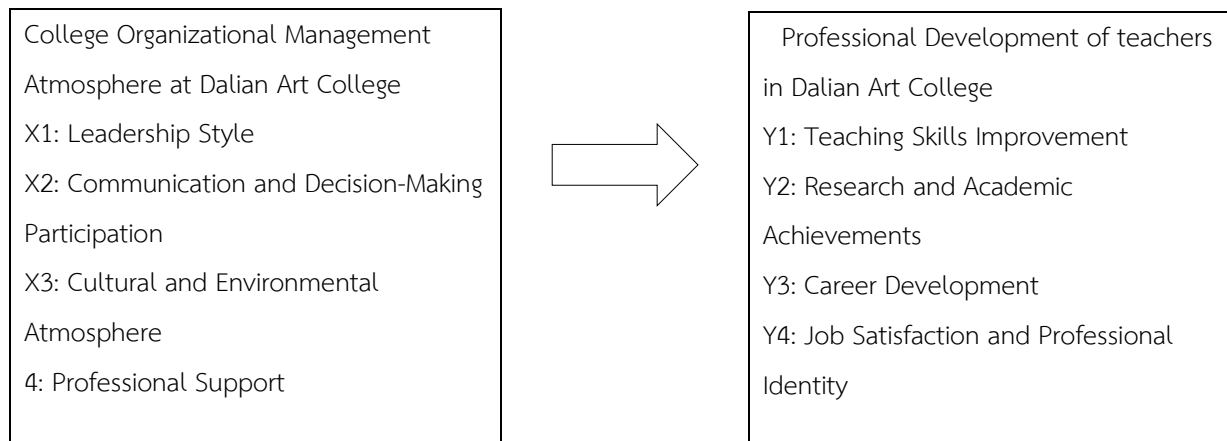 College Organizational Management
Atmosphere at Dalian Art College
X1: Leadership Style
X2: Communication and Decision-Making
Participation
X3: Cultural and Environmental
Atmosphere
4: Professional Support
Professional Development of teachers
in Dalian Art College
Y1: Teaching Skills Improvement
Y2: Research and Academic
Achievements
Y3: Career Development
Y4: Job Satisfaction and Professional
Identity